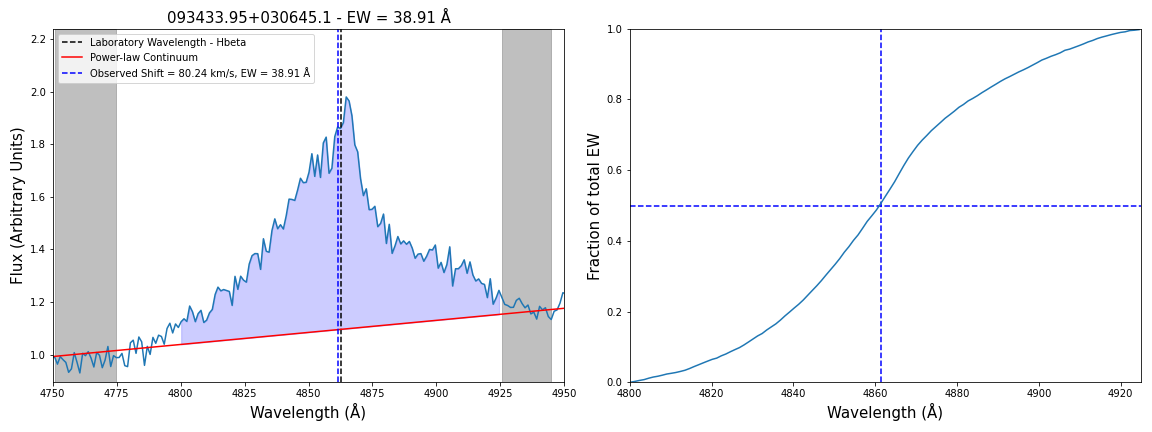 093433.95+030645.1 - EW = 38.91 Å
Laboratory Wavelength - Hbeta
Power-law Continuum
Observed Shift = 80.24 km/s, EW = 38.91 Å
Flux (Arbitrary Units)
2.2
2.0
1.8
1.6
1.4
1.2
1.0
4750 4775 4800 4825 4850 4875 4900 4925 4950
Wavelength (Å)
Fraction of total EW
1.0
0.8
0.6
0.4
0.2
0.0
4800 4820 4840 4860 4880 4900 4920
Wavelength (Å)